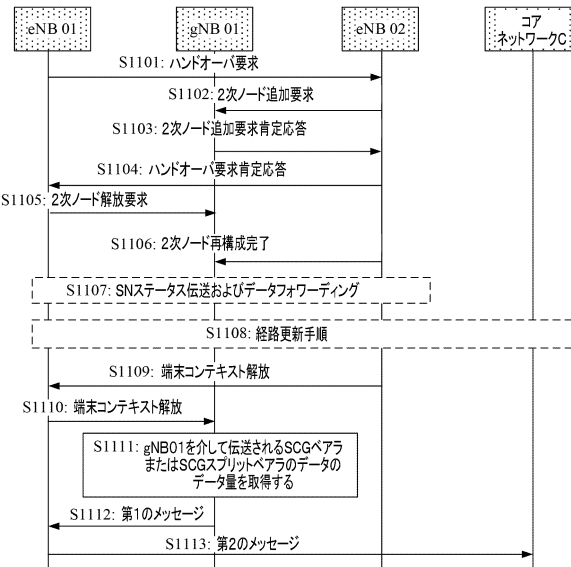 eNB 01
gNB 01
eNB 02
コア
ネットワークC
S1101: ハンドオーバ要求
S1102: 2次ノード追加要求
S1103: 2次ノード追加要求肯定応答
S1104: ハンドオーバ要求肯定応答
S1105: 2次ノード解放要求
S1106: 2次ノード再構成完了
S1107: SNステータス伝送およびデータフォワーディング
S1108: 経路更新手順
S1109: 端末コンテキスト解放
S1110: 端末コンテキスト解放
S1111: gNB01を介して伝送されるSCGベアラ
またはSCGスプリットベアラのデータの
データ量を取得する
S1112: 第1のメッセージ
S1113: 第2のメッセージ